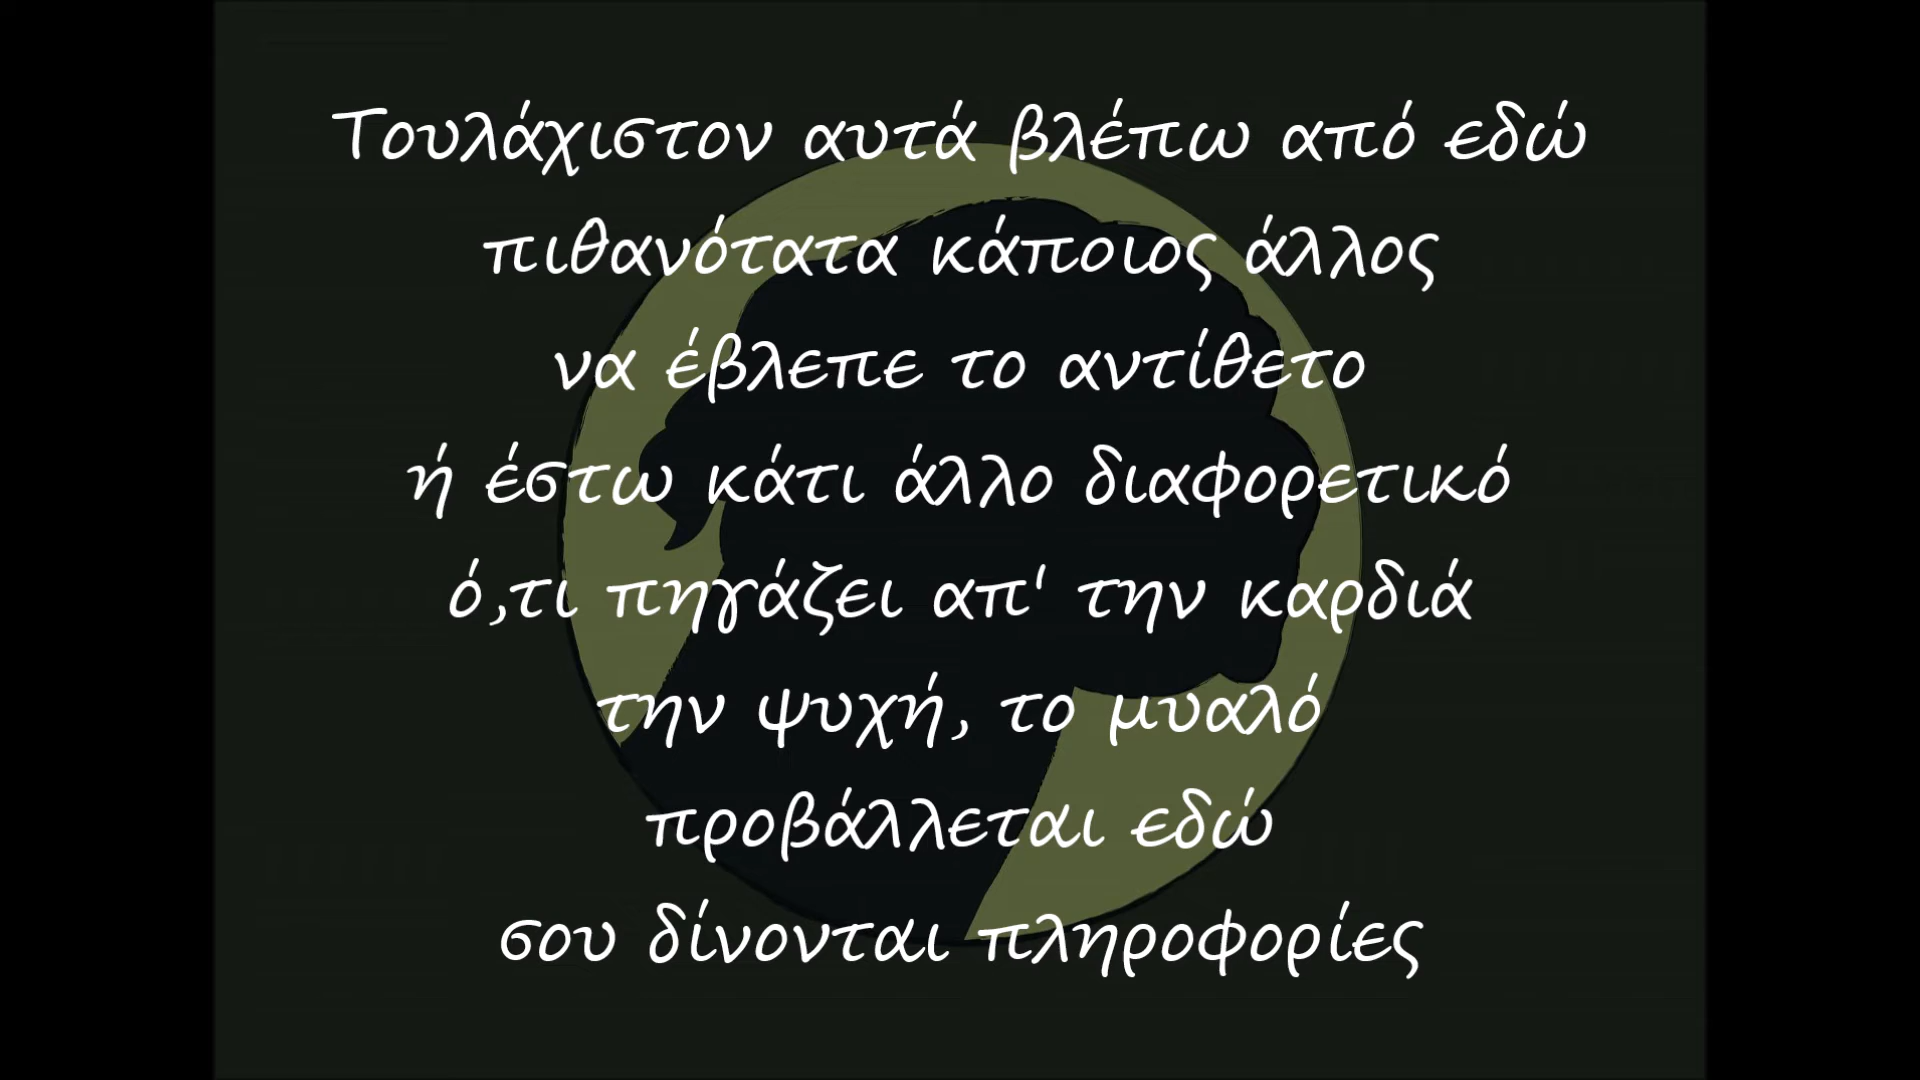 Τουλάχιστον αυτά βλέπω από εδώ
πιθανότατα κάποιος άλλος
να έβλεπε το αντίθετο
ή έστω κάτι άλλο διαφορετικό
ό,τι πηγάζει απ' την καρδιά
την ψυχή, το μυαλό
προβάλλεται εδώ
σου δίνονται πληροφορίες